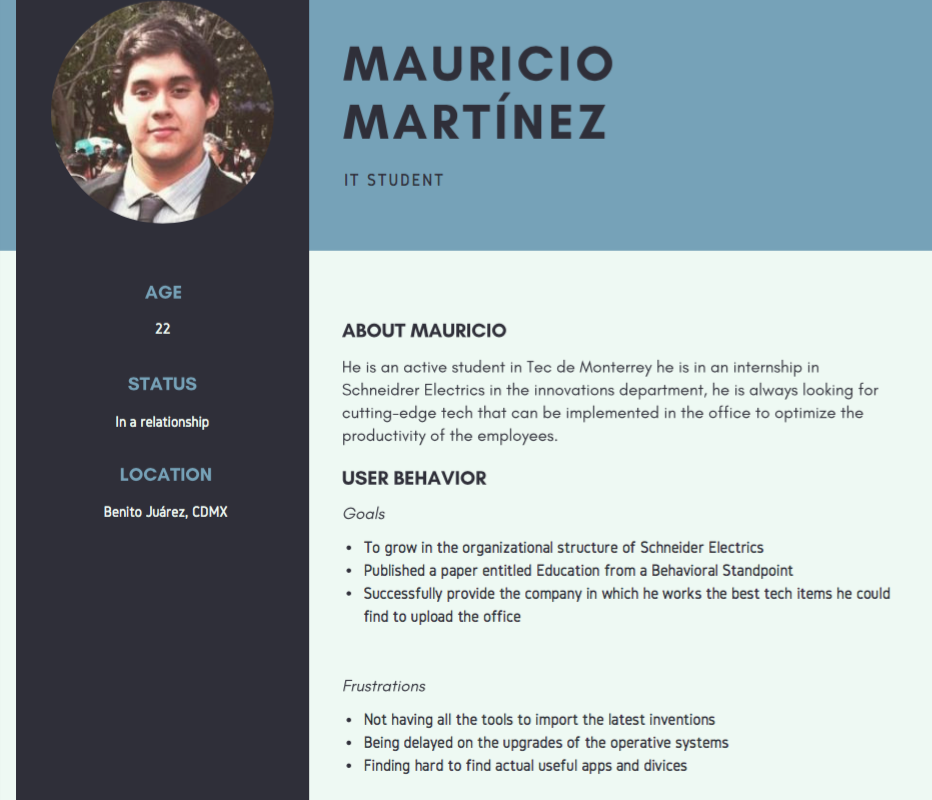 MAURICIO
MARTÍNEZ
IT STUDENT
AGE
22
STATUS
In a relationship
LOCATION
Benito Juárez, CDMX
ABOUT MAURICIO
He is an active student in Tec de Monterrey he is in an internship in
Schneidrer Electrics in the innovations department, he is always looking for
cutting-edge tech that can be implemented in the office to optimize the
productivity of the employees.
USER BEHAVIOR
Goals
• To grow in the organizational structure of Schneider Electrics
• Published a paper entitled Education from a Behavioral Standpoint
• Successfully provide the company in which he works the best tech items he could
find to upload the office
Frustrations
• Not having all the tools to import the latest inventions
• Being delayed on the upgrades of the operative systems
• Finding hard to find actual useful apps and divices